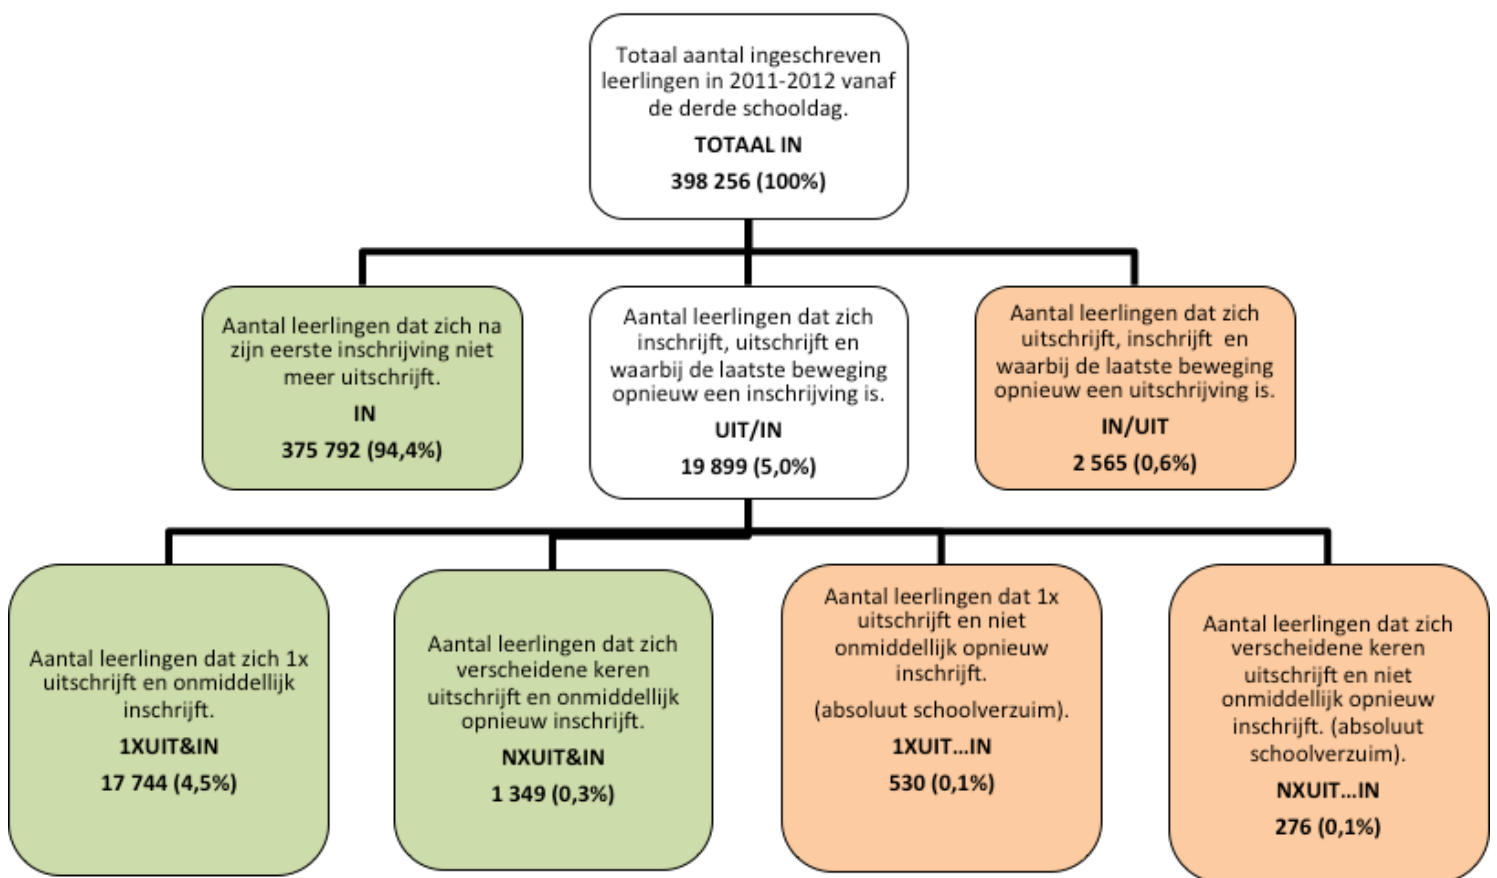 Totaal aantal ingeschreven
leerlingen in 2011-2012 vanaf
de derde schooldag.
TOTAAL IN
398 256 (100%)
Aantal leerlingen dat zich na
zijn eerste inschrijving niet
meer uitschrijft.
IN
375 792 (94,4%)
Aantal leerlingen dat zich
inschrijft, uitschrijft en
waarbij de laatste beweging
opnieuw een inschrijving is.
UIT/IN
19 899 (5,0%)
Aantal leerlingen dat zich
uitschrijft, inschrijft en
waarbij de laatste beweging
opnieuw een uitschrijving is.
IN/UIT
2 565 (0,6%)
Aantal leerlingen dat zich 1x
uitschrijft en onmiddellijk
inschrijft.
1XUIT&IN
17 744 (4,5%)
Aantal leerlingen dat zich
verscheidene keren
uitschrijft en onmiddellijk
opnieuw inschrijft.
NXUIT&IN
1 349 (0,3%)
Aantal leerlingen dat 1x
uitschrijft en niet
onmiddellijk opnieuw
inschrijft.
(absoluut schoolverzuim).
1XUIT...IN
530 (0,1%)
Aantal leerlingen dat zich
verscheidene keren
uitschrijft en niet
onmiddellijk opnieuw
inschrijft. (absoluut
schoolverzuim).
NXUIT...IN
276 (0,1%)